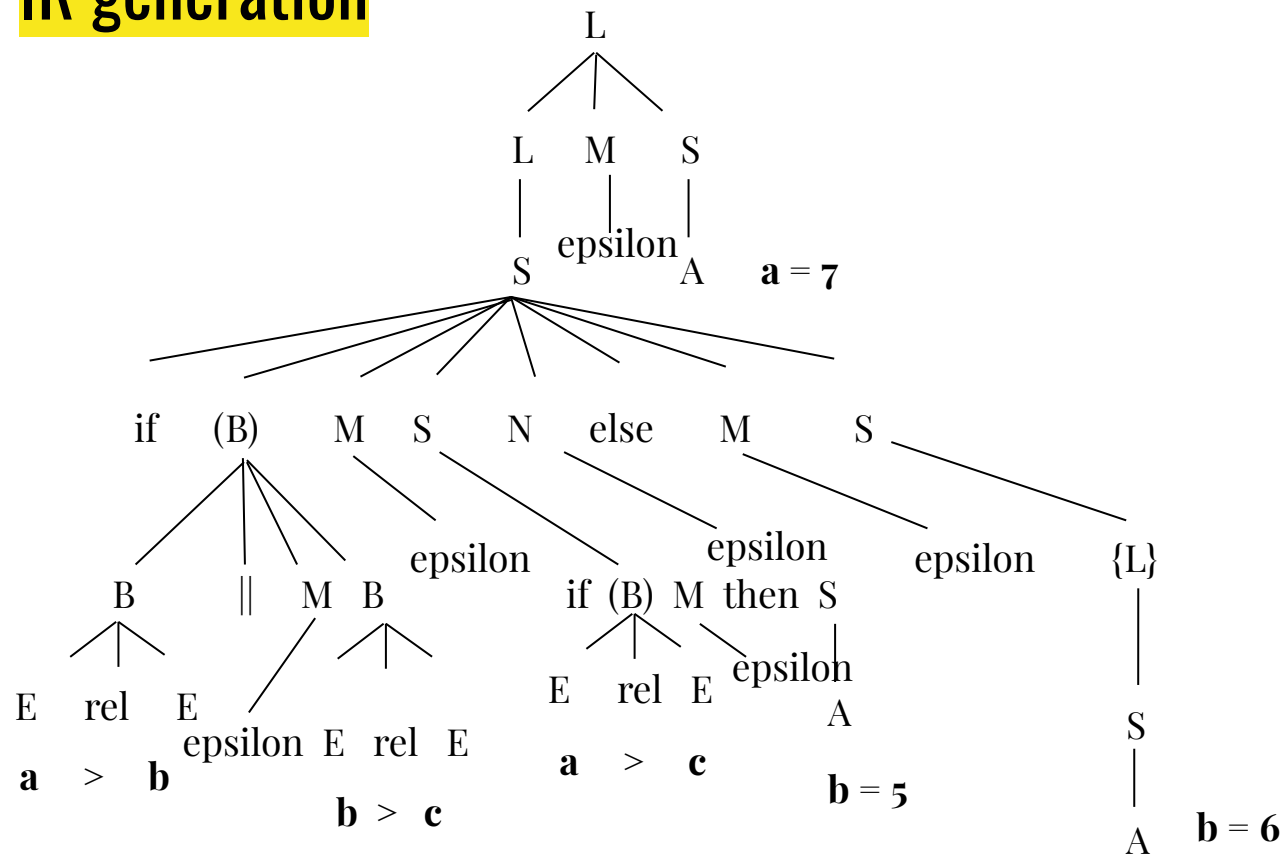 IR generation
L
L M S
epsilon
S A a = 7
if (B) M S N else M S
epsilon epsilon epsilon {L}
B || M B if (B) M then S
epsilon
E rel E E rel E
epsilon E rel E A S
a > b a > c b = 5
b > c b = 6
A